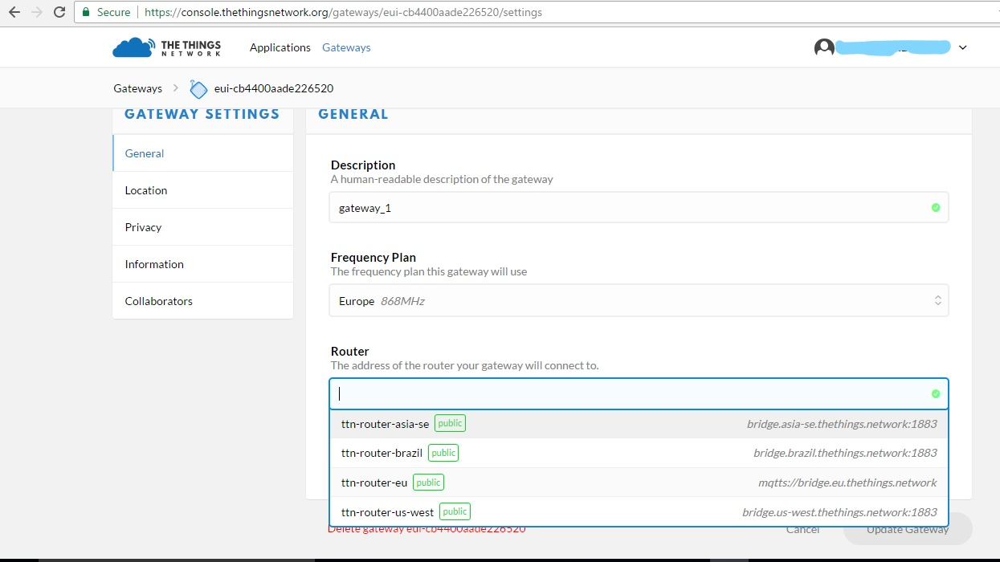 Secure https://console.thethingsnetwork.org/gateways/eui-cb4400aade226520/settings
THE THINGS
NETWORK
Applications Gateways
Gateways eui-cb4400aade226520
GATEWAY SETTINGS
General
Location
Privacy
Information
Collaborators
GENERAL
Description
A human-readable description of the gateway
gateway_1
Frequency Plan
The frequency plan this gateway will use
Europe 868MHz
Router
The address of the router your gateway will connect to.
ttn-router-asia-se public bridge.asia-se.thethings.network:1883
ttn-router-brazil public bridge.brazil.thethings.network:1883
ttn-router-eu public mqtts://bridge.eu.thethings.network
ttn-router-us-west public bridge.us-west.thethings.network:1883
Delete gateway eui-cb4400aade226520 Cancel Update Gateway